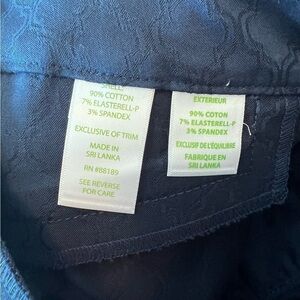 SHELL:
90% COTTON
7% ELASTERELL-P
3% SPANDEX
EXCLUSIVE OF TRIM
MADE IN
SRI LANKA
RN #88189
SEE REVERSE
FOR CARE
EXTERIEUR
90% COTTON
7% ELASTERELL-P
3% SPANDEX
EXCLUSIF DE L'ÉQUILIBRE
FABRIQUE EN
SRI LANKA